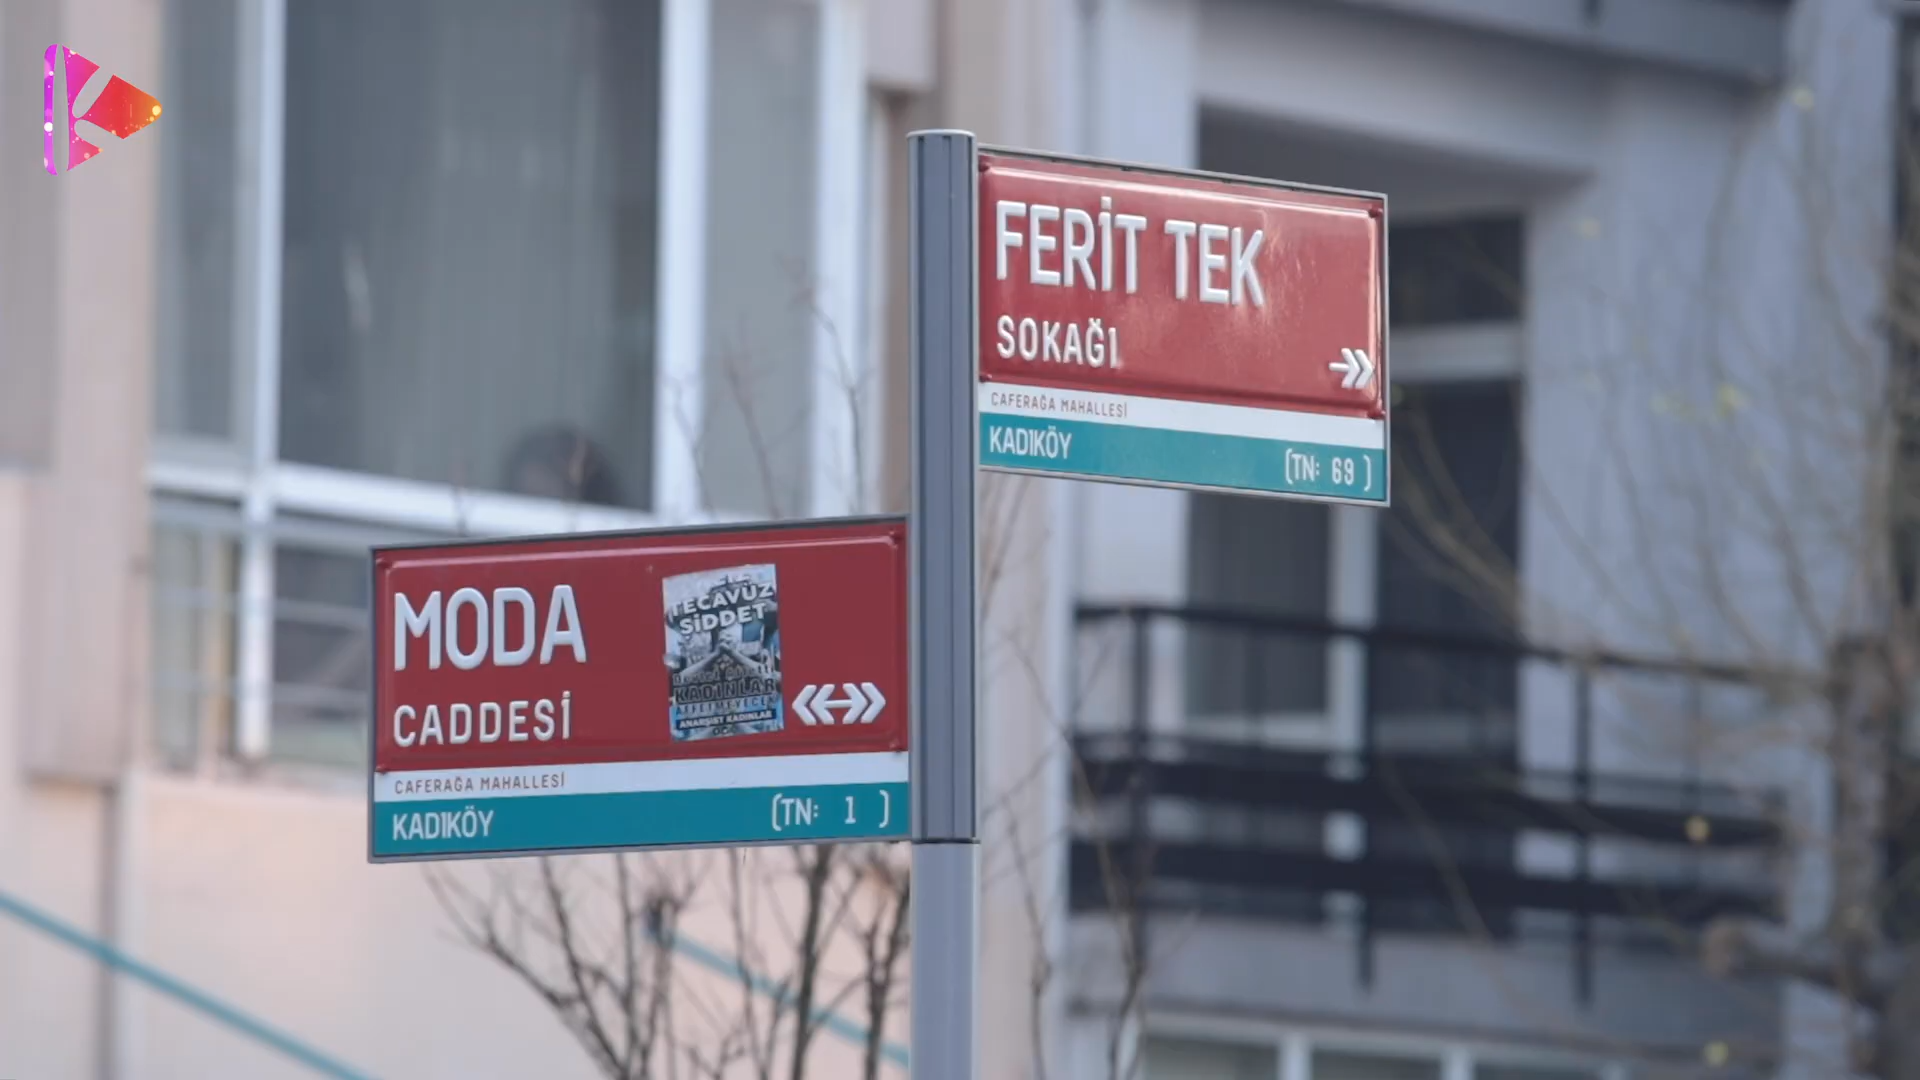 FERİT TEK
SOKAĞI
CAFERAĞA MAHALLESİ
KADIKÖY
(TN: 69 )
MODA
CADDESİ
CAFERAĞA MAHALLESİ
KADIKÖY
(TN: 1 )
TECAVÜZ
ŞİDDET
KADINLAR
AFFETMEYECEK
ANARŞİST KADINLAR